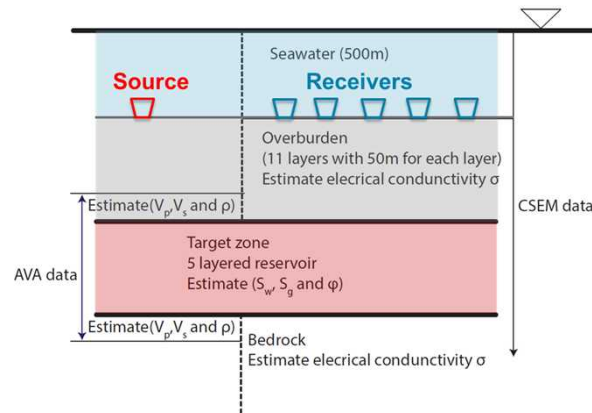 Seawater (500m)
Source
Receivers
Overburden
(11 layers with 50m for each layer)
Estimate elecrical condunctivity σ
Estimate(Vp,Vs and ρ)
CSEM data
Target zone
5 layered reservoir
Estimate (Sw, Sg and φ)
AVA data
Estimate(Vp,Vs and ρ)
Bedrock
Estimate elecrical condunctivity σ